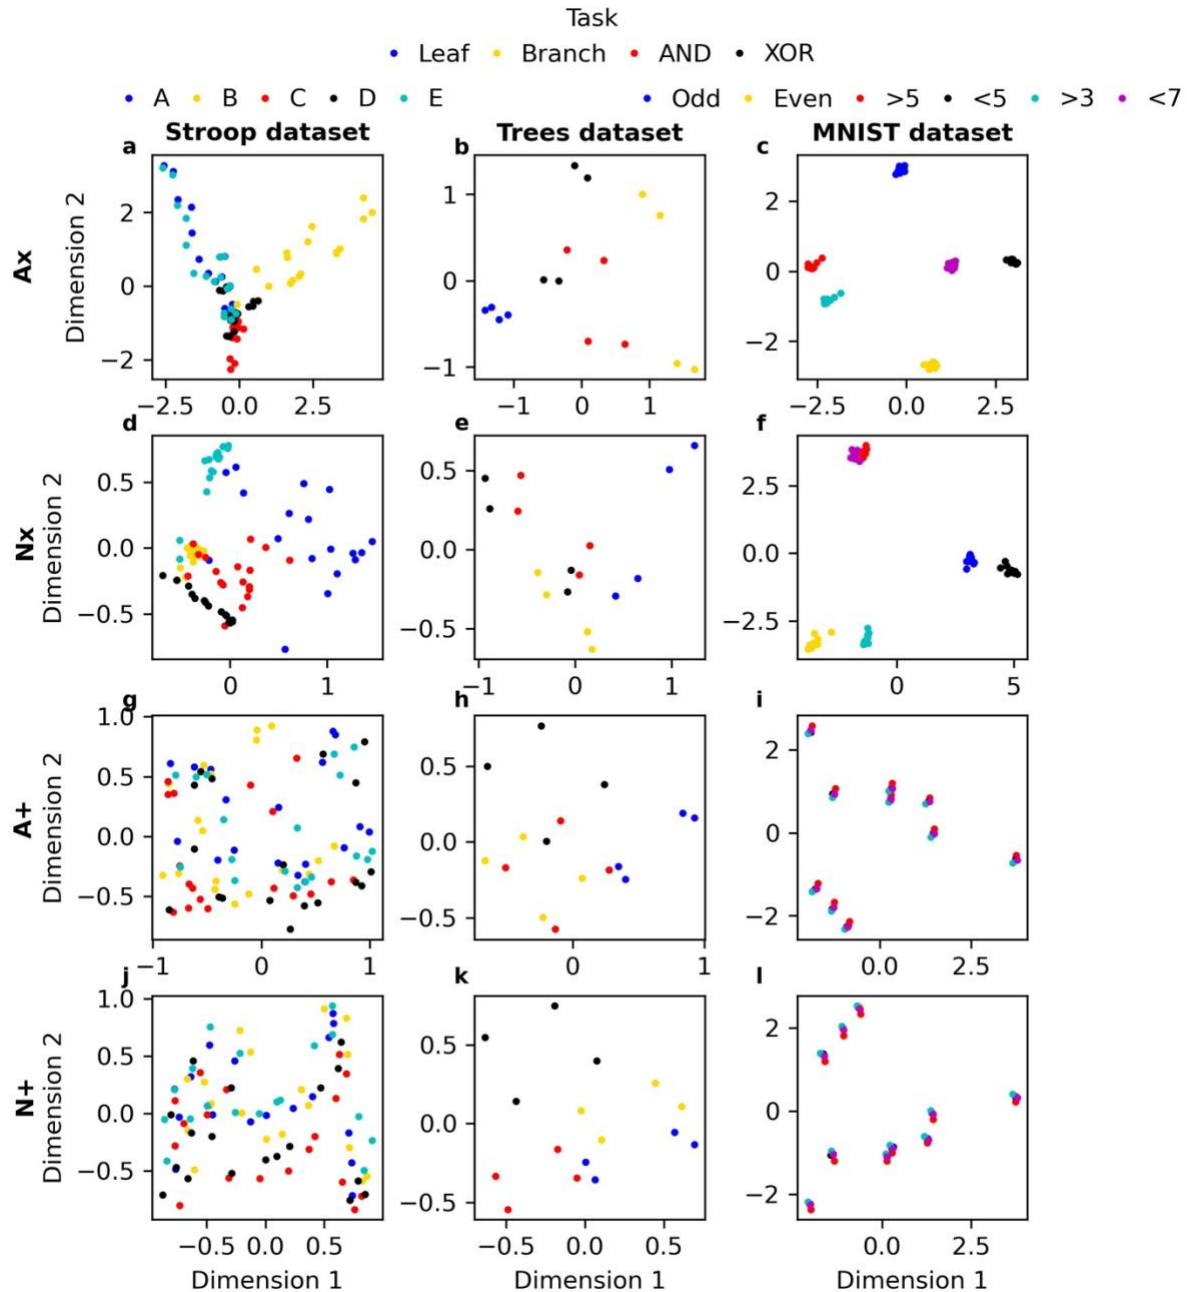 Task
Leaf Branch AND XOR
A B C D E Odd Even >5 <5 >3 <7
Stroop dataset Trees dataset MNIST dataset
a b c
Ax
Dimension 2
2
0
−2
1
0
−1
2
0
−2
−2.5 0.0 2.5
−1 0 1
−2.5 0.0 2.5
d e f
Nx
Dimension 2
0.5
0.0
−0.5
0.5
0.0
−0.5
2.5
0.0
−2.5
0 1
−1 0 1
0 5
g h i
A+
Dimension 2
1.0
0.5
0.0
−0.5
0.5
0.0
−0.5
2
0
−2
−1 0 1
0 1
0.0 2.5
j k l
N+
Dimension 2
1.0
0.5
0.0
−0.5
0.5
0.0
−0.5
2
0
−2
−0.5 0.0 0.5
−0.5 0.0 0.5
0.0 2.5
Dimension 1 Dimension 1 Dimension 1